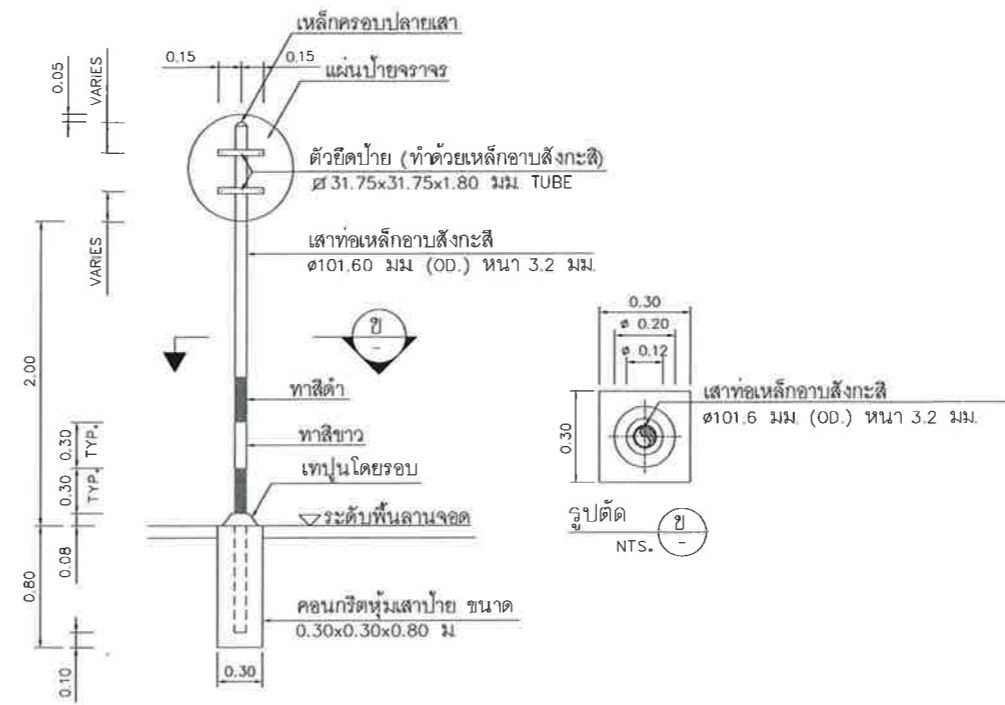 เหล็กครอบปลายเสา
0.15
0.15
แผ่นป้ายจราจร
0.05
VARIES
ตัวยึดป้าย (ทำด้วยเหล็กอาบสังกะสี)
⌀ 31.75x31.75x1.80 มม. TUBE
เสาท่อเหล็กอาบสังกะสี
ø101.60 มม. (OD.) หนา 3.2 มม.
VARIES
ข
-
2.00
ทาสีดำ
0.30 TYP.
ทาสีขาว
0.30 TYP.
เทปูนโดยรอบ
ระดับพื้นลานจอด
0.08
0.80
คอนกรีตหุ้มเสาป้าย ขนาด
0.30x0.30x0.80 ม.
0.10
0.30
0.30
ø 0.20
ø 0.12
0.30
เสาท่อเหล็กอาบสังกะสี
ø101.6 มม. (OD.) หนา 3.2 มม.
รูปตัด
ข
NTS.
-